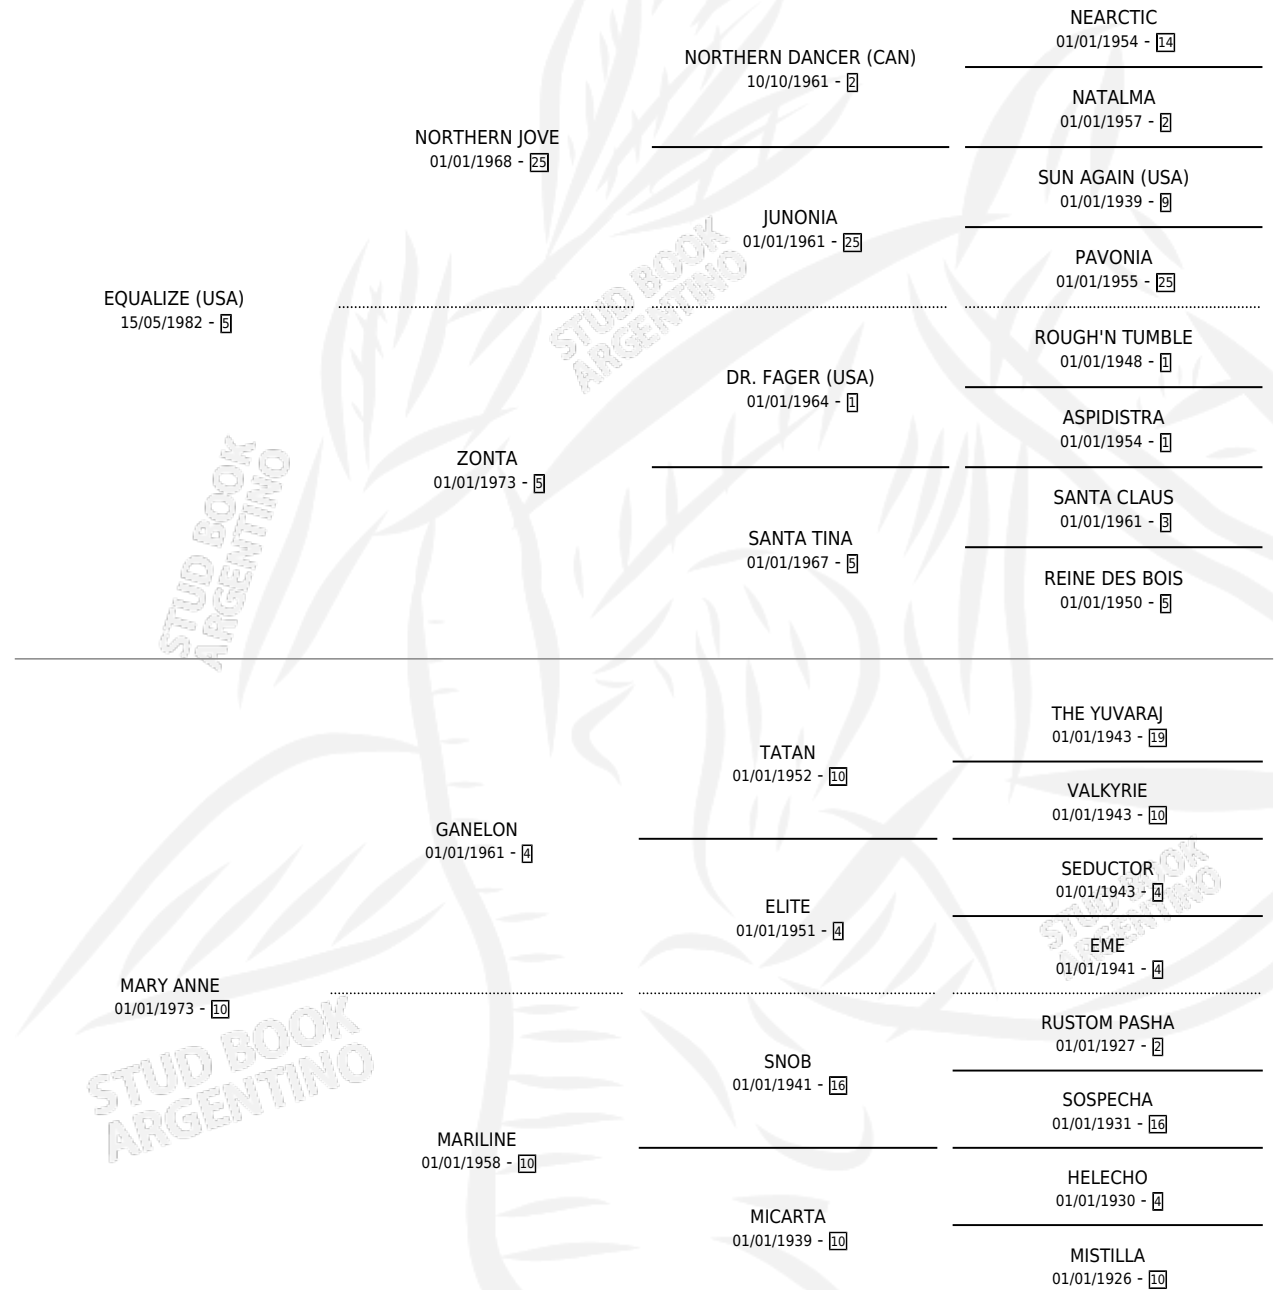 NEARCTIC
01/01/1954 - 14
NORTHERN DANCER (CAN)
10/10/1961 - 2
NATALMA
01/01/1957 - 2
NORTHERN JOVE
01/01/1968 - 25
SUN AGAIN (USA)
01/01/1939 - 9
JUNONIA
01/01/1961 - 25
PAVONIA
01/01/1955 - 25
EQUALIZE (USA)
15/05/1982 - 5
STUD BOOK
ARGENTINO
ROUGH'N TUMBLE
01/01/1948 - 1
DR. FAGER (USA)
01/01/1964 - 1
ASPIDISTRA
01/01/1954 - 1
ZONTA
01/01/1973 - 5
SANTA CLAUS
01/01/1961 - 3
SANTA TINA
01/01/1967 - 5
REINE DES BOIS
01/01/1950 - 5
STUD BOOK
ARGENTINO
THE YUVARAJ
01/01/1943 - 19
TATAN
01/01/1952 - 10
VALKYRIE
01/01/1943 - 10
GANELON
01/01/1961 - 4
SEDUCTOR
01/01/1943 - 4
ELITE
01/01/1951 - 4
STUD BOOK
ARGENTINO
EME
01/01/1941 - 4
MARY ANNE
01/01/1973 - 10
STUD BOOK
ARGENTINO
RUSTOM PASHA
01/01/1927 - 2
SNOB
01/01/1941 - 16
SOSPECHA
01/01/1931 - 16
MARILINE
01/01/1958 - 10
HELECHO
01/01/1930 - 4
MICARTA
01/01/1939 - 10
MISTILLA
01/01/1926 - 10